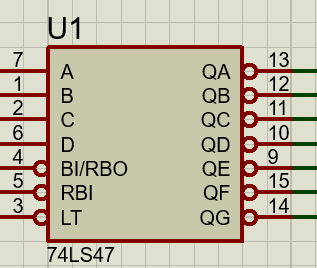 U1
7 A QA 13
1 B QB 12
2 C QC 11
6 D QD 10
4 BI/RBO QE 9
5 RBI QF 15
3 LT QG 14
74LS47